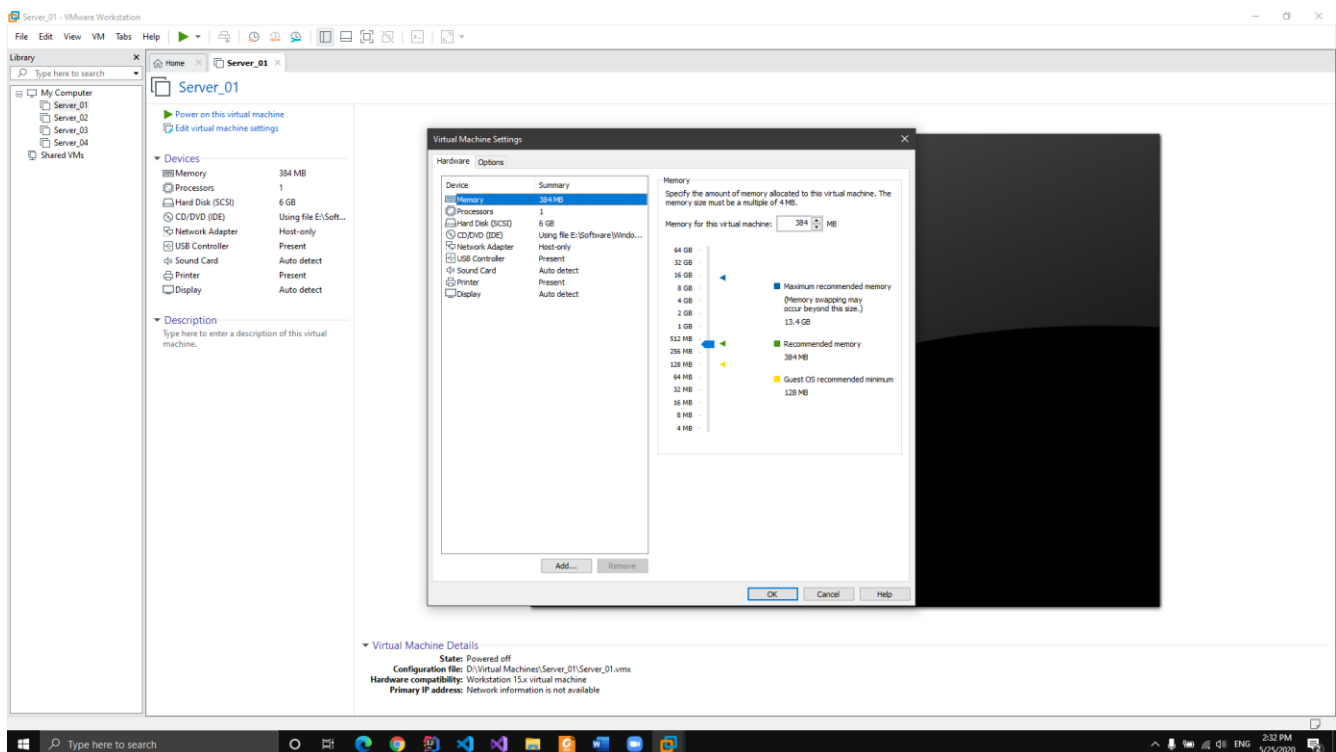 Server_01 - VMware Workstation
File Edit View VM Tabs Help
Library
Type here to search
My Computer
Server_01
Server_02
Server_03
Server_04
Shared VMs
Home
Server_01
Server_01
Power on this virtual machine
Edit virtual machine settings
Devices
Memory 384 MB
Processors 1
Hard Disk (SCSI) 6 GB
CD/DVD (IDE) Using file E:\Soft...
Network Adapter Host-only
USB Controller Present
Sound Card Auto detect
Printer Present
Display Auto detect
Description
Type here to enter a description of this virtual
machine.
Virtual Machine Settings
Hardware Options
Device Summary
Memory 384 MB
Processors 1
Hard Disk (SCSI) 6 GB
CD/DVD (IDE) Using file E:\Software\Windo...
Network Adapter Host-only
USB Controller Present
Sound Card Auto detect
Printer Present
Display Auto detect
Add... Remove
Memory
Specify the amount of memory allocated to this virtual machine. The
memory size must be a multiple of 4 MB.
Memory for this virtual machine: 384 MB
64 GB
32 GB
16 GB
8 GB
4 GB
2 GB
1 GB
512 MB
256 MB
128 MB
64 MB
32 MB
16 MB
8 MB
4 MB
Maximum recommended memory
(Memory swapping may
occur beyond this size.)
13.4 GB
Recommended memory
384 MB
Guest OS recommended minimum
128 MB
OK Cancel Help
Virtual Machine Details
State: Powered off
Configuration file: D:\Virtual Machines\Server_01\Server_01.vmx
Hardware compatibility: Workstation 15.x virtual machine
Primary IP address: Network information is not available
Type here to search
ENG
2:32 PM
5/25/2020